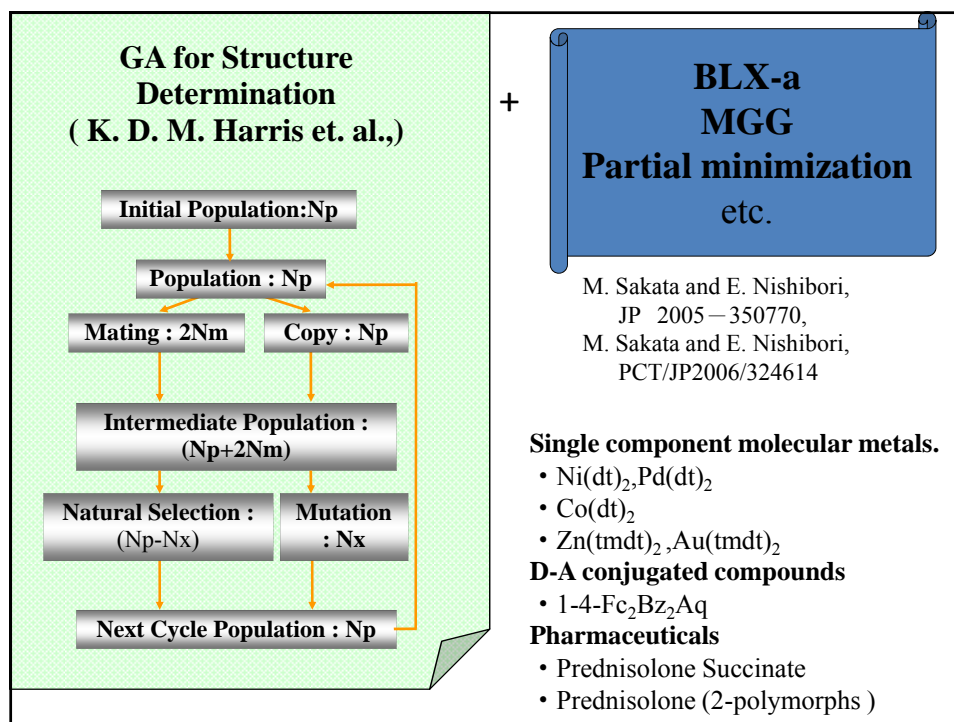 GA for Structure
Determination
( K. D. M. Harris et. al.,)
Initial Population:Np
Population : Np
Mating : 2Nm
Copy : Np
Intermediate Population :
(Np+2Nm)
Natural Selection :
(Np-Nx)
Mutation
: Nx
Next Cycle Population : Np
+
BLX-a
MGG
Partial minimization
etc.
M. Sakata and E. Nishibori,
JP 2005-350770,
M. Sakata and E. Nishibori,
PCT/JP2006/324614
Single component molecular metals.
・Ni(dt)₂,Pd(dt)₂
・Co(dt)₂
・Zn(tmdt)₂ ,Au(tmdt)₂
D-A conjugated compounds
・1-4-Fc₂Bz₂Aq
Pharmaceuticals
・Prednisolone Succinate
・Prednisolone (2-polymorphs )